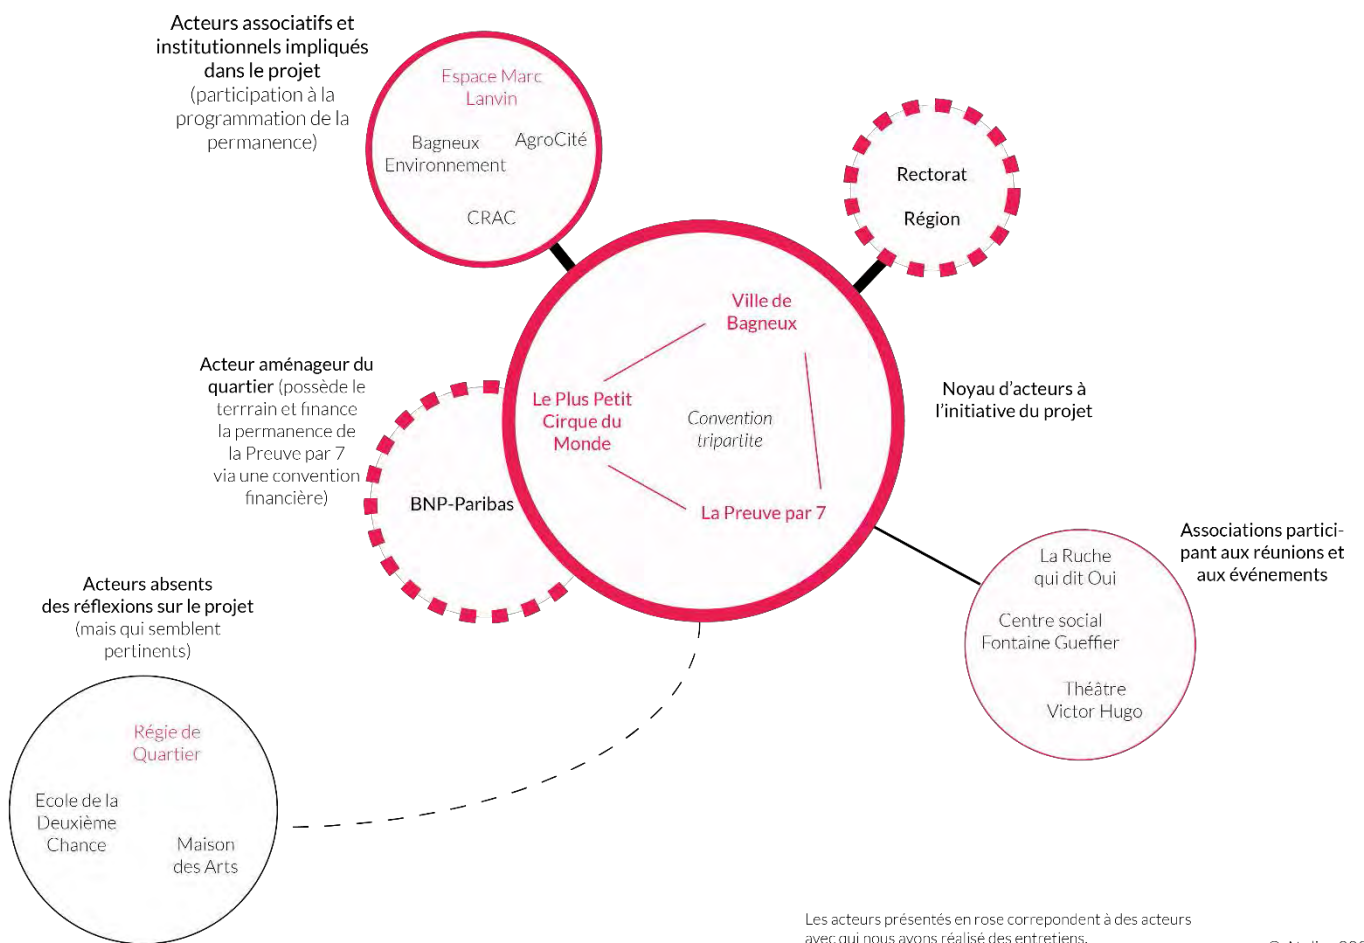 Acteurs associatifs et
institutionnels impliqués
dans le projet
(participation à la
programmation de la
permanence)
Espace Marc
Lanvin
Bagneux
Environnement
AgroCité
CRAC
Rectorat
Région
Ville de
Bagneux
Le Plus Petit
Cirque du
Monde
Convention
tripartite
La Preuve par 7
Noyau d'acteurs à
l'initiative du projet
Acteur aménageur du
quartier (possède le
terrrain et finance
la permanence de
la Preuve par 7
via une convention
financière)
BNP-Paribas
Associations partici-
pant aux réunions et
aux événements
La Ruche
qui dit Oui
Centre social
Fontaine Gueffier
Théâtre
Victor Hugo
Acteurs absents
des réflexions sur le projet
(mais qui semblent
pertinents)
Régie de
Quartier
Ecole de la
Deuxième
Chance
Maison
des Arts
Les acteurs présentés en rose correpondent à des acteurs
avec qui nous avons réalisé des entretiens.